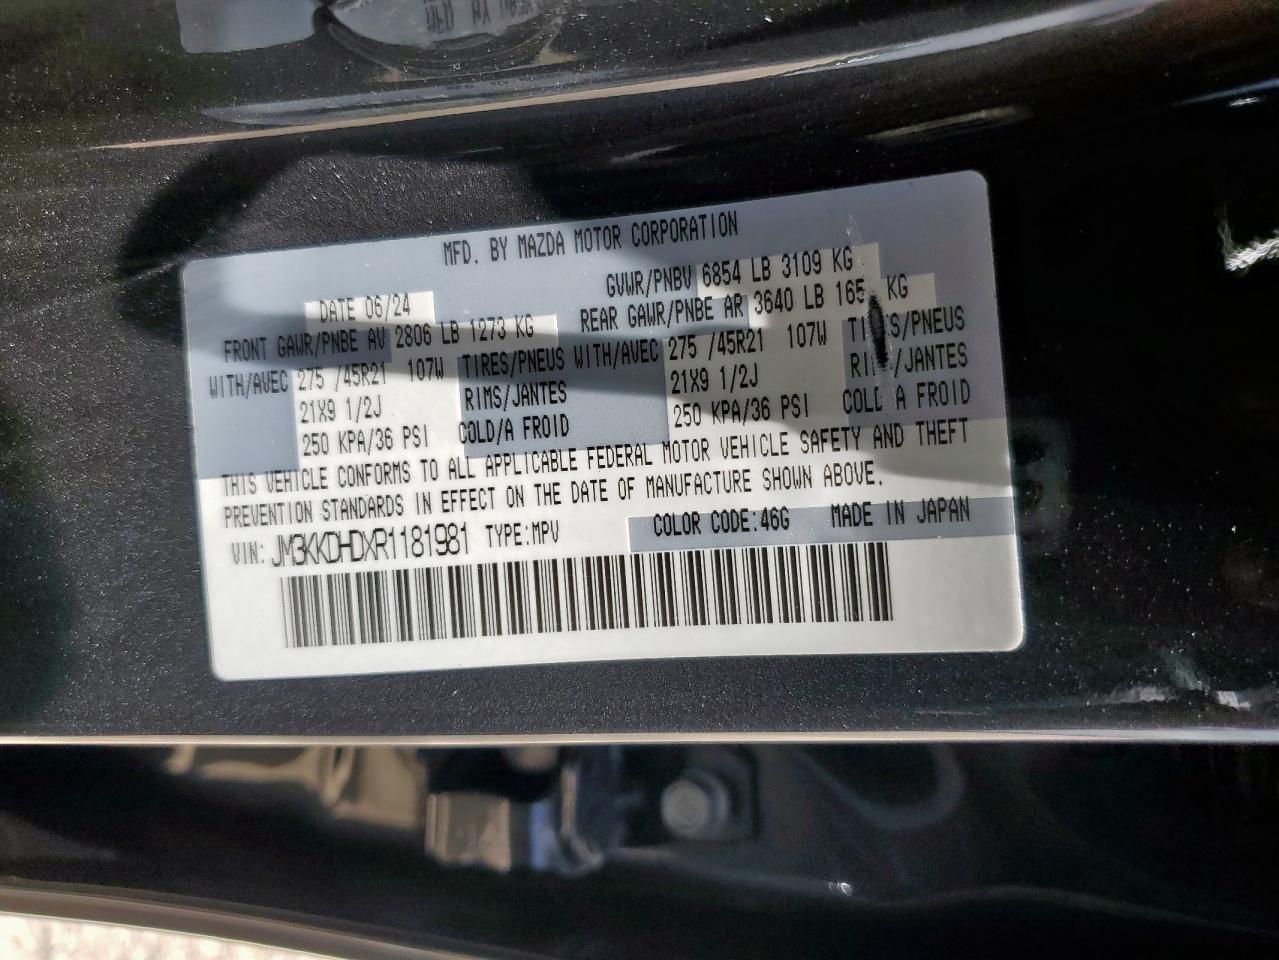 MFD. BY MAZDA MOTOR CORPORATION
DATE 06/24 GVWR/PNBV 6854 LB 3109 KG
FRONT GAWR/PNBE AV 2806 LB 1273 KG REAR GAWR/PNBE AR 3640 LB 165 KG
WITH/AVEC 275 /45R21 107W TIRES/PNEUS WITH/AVEC 275 /45R21 107W /PNEUS
21X9 1/2J RIMS/JANTES 21X9 1/2J /JANTES
250 KPA/36 PSI COLD/A FROID 250 KPA/36 PSI COLD A FROID
THIS VEHICLE CONFORMS TO ALL APPLICABLE FEDERAL MOTOR VEHICLE SAFETY AND THEFT
PREVENTION STANDARDS IN EFFECT ON THE DATE OF MANUFACTURE SHOWN ABOVE.
VIN: JM3KKDHDXR1181981 TYPE:MPV COLOR CODE:46G MADE IN JAPAN